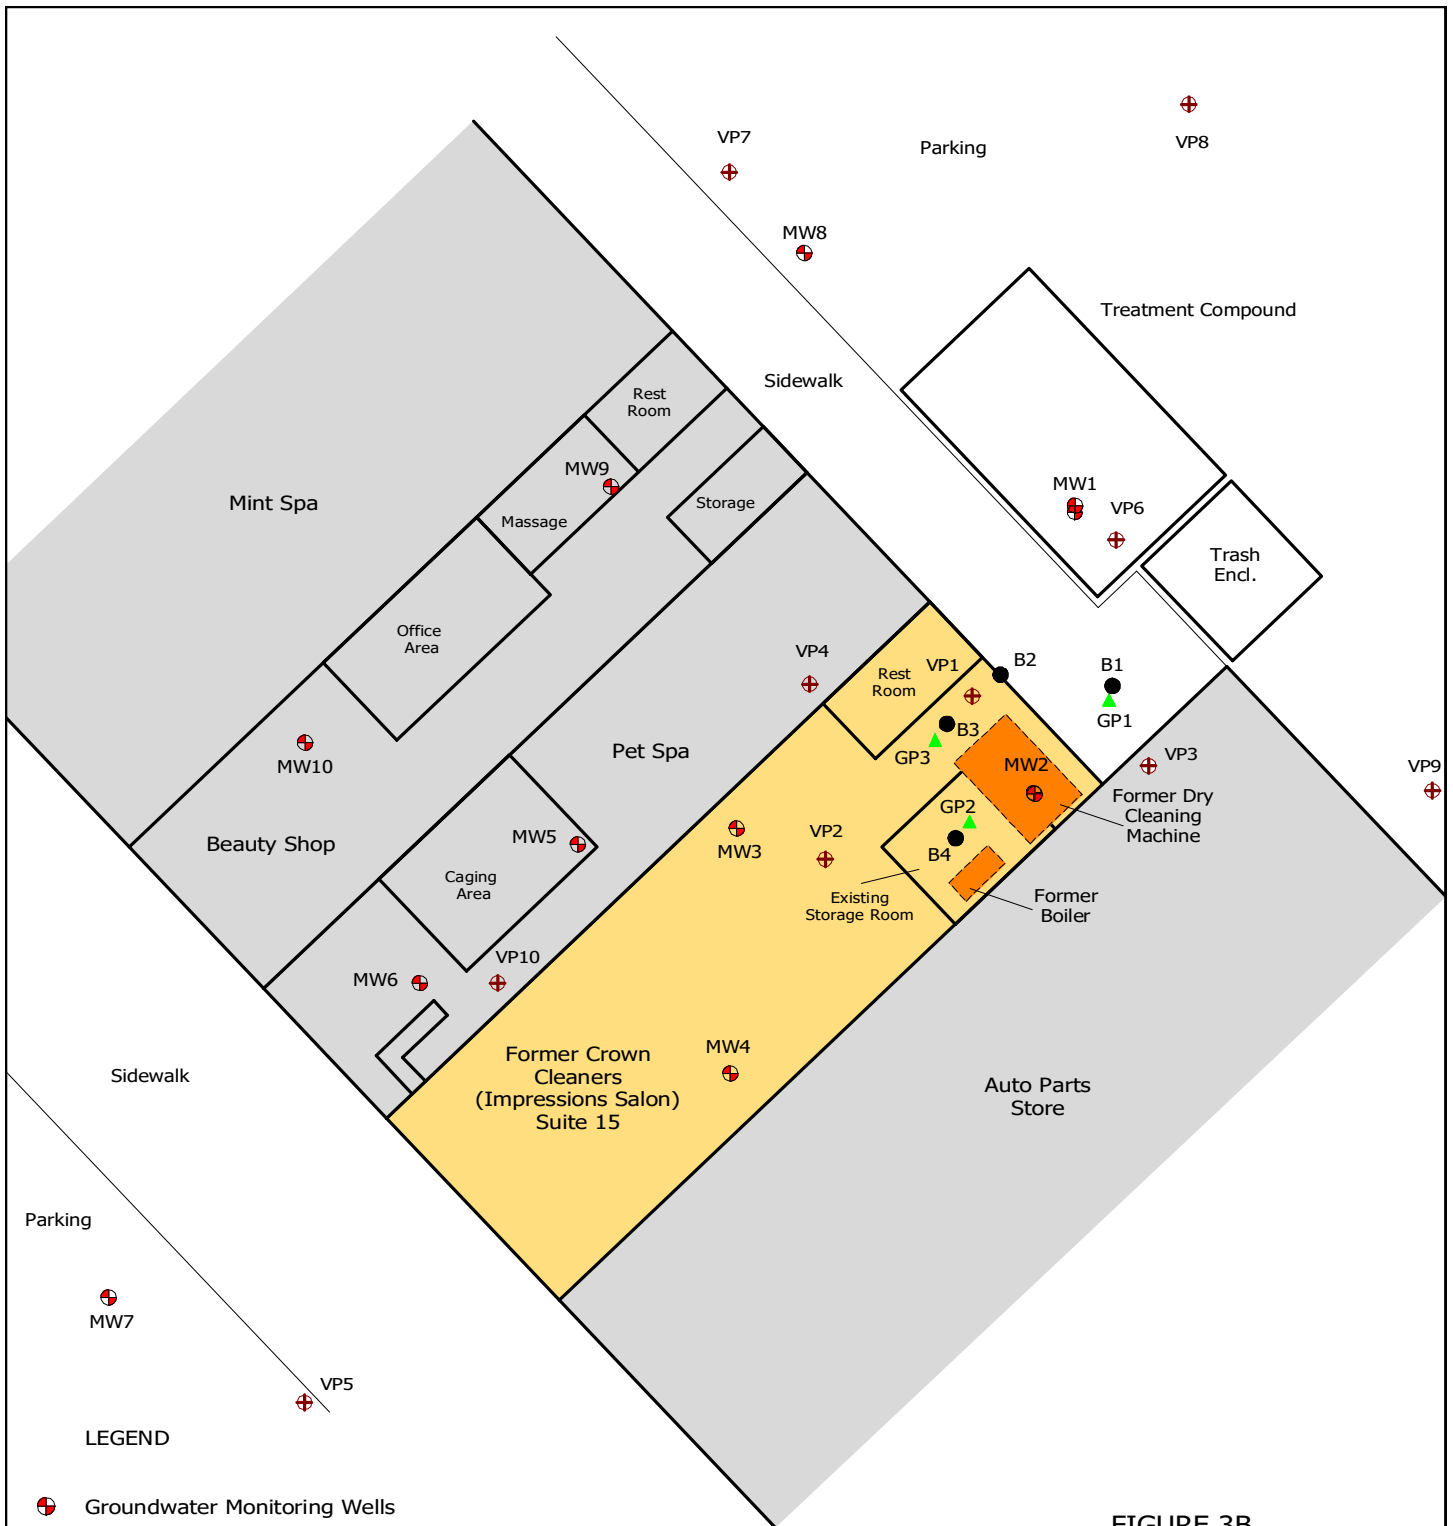 VP7
Parking
VP8
MW8
Treatment Compound
Sidewalk
Rest
Room
MW9
Massage
Storage
Mint Spa
MW1
VP6
Trash
Encl.
Office
Area
VP4
Rest
Room
VP1
B2
B1
GP1
B3
GP3
MW10
Pet Spa
MW2
VP3
VP9
Former Dry
Cleaning
Machine
Beauty Shop
MW5
MW3
VP2
GP2
B4
Caging
Area
Existing
Storage Room
Former
Boiler
MW6
VP10
Former Crown
Cleaners
(Impressions Salon)
Suite 15
MW4
Auto Parts
Store
Sidewalk
Parking
MW7
VP5
LEGEND
Groundwater Monitoring Wells
FIGURE 3B